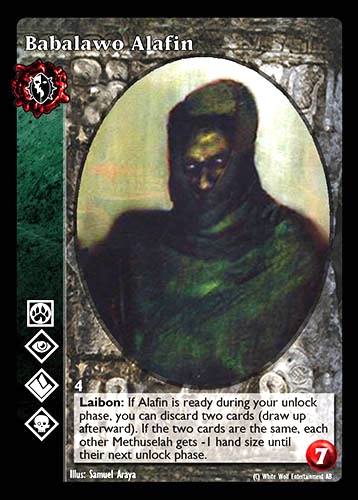 Babalawo Alafin
4
Laibon: If Alafin is ready during your unlock
phase, you can discard two cards (draw up
afterward). If the two cards are the same, each
other Methuselah gets -1 hand size until
their next unlock phase.
7
Illus: Samuel Araya
(C) White Wolf Entertainment AB